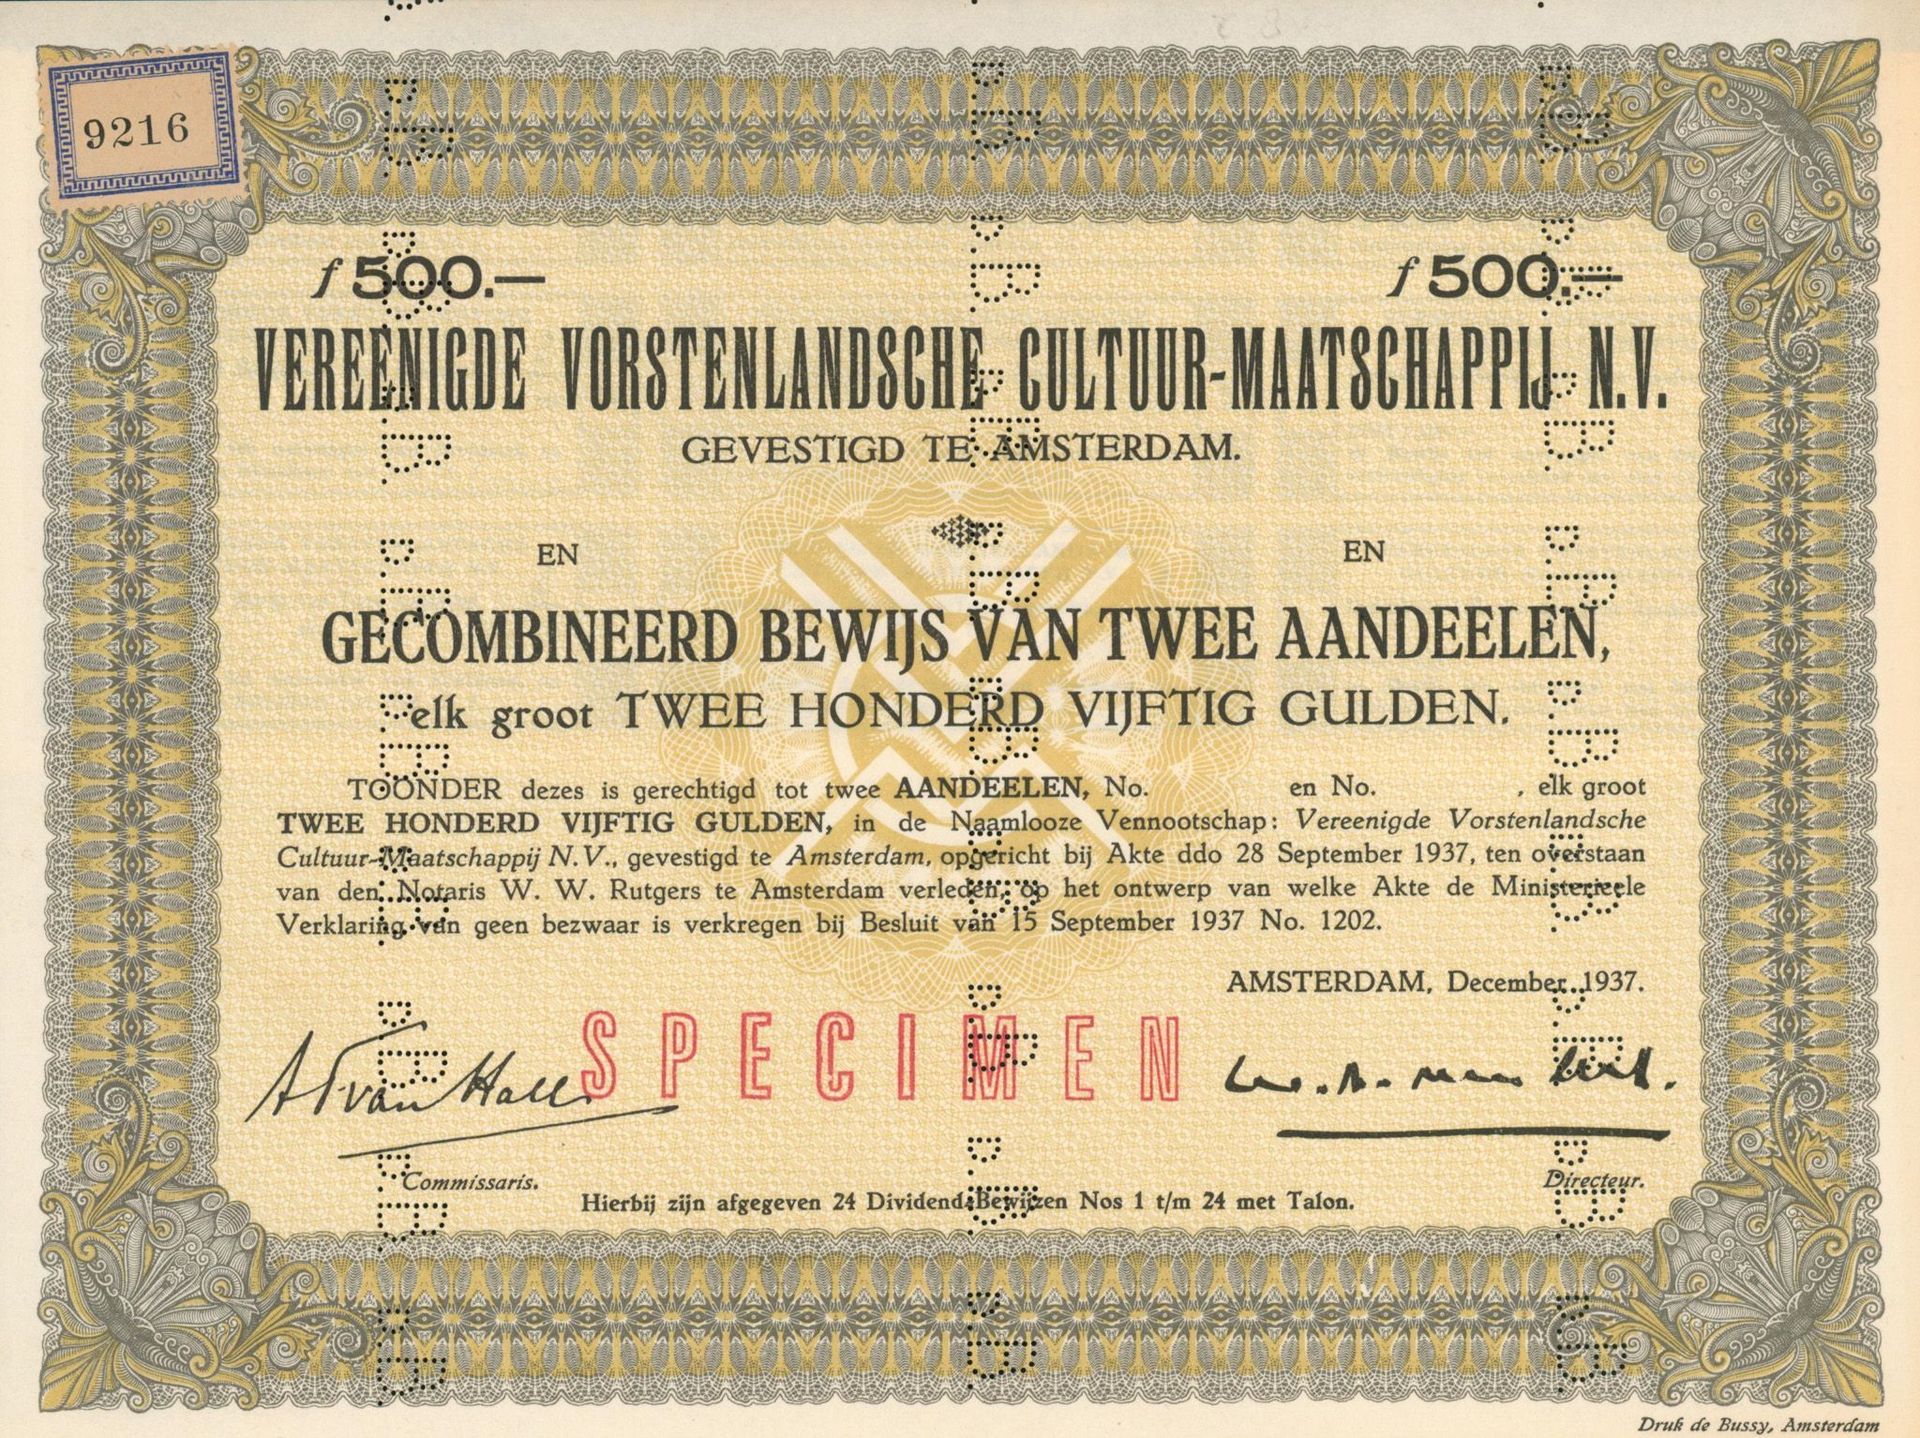 9216
f 500.— f 500.—
VEREENIGDE VORSTENLANDSCHE CULTUUR-MAATSCHAPPIJ N.V.
GEVESTIGD TE AMSTERDAM.
EN EN
GECOMBINEERD BEWIJS VAN TWEE AANDEELEN,
elk groot TWEE HONDERD VIJFTIG GULDEN.
TOONDER dezes is gerechtigd tot twee AANDEELEN, No. en No. , elk groot
TWEE HONDERD VIJFTIG GULDEN, in de Naamlooze Vennootschap: Vereenigde Vorstenlandsche
Cultuur-Maatschappij N.V., gevestigd te Amsterdam, opgericht bij Akte ddo 28 September 1937, ten overstaan
van den Notaris W. W. Rutgers te Amsterdam verleden, op het ontwerp van welke Akte de Ministerieele
Verklaring van geen bezwaar is verkregen bij Besluit van 15 September 1937 No. 1202.
AMSTERDAM, December 1937.
SPECIMEN
van Hall
Commissaris. Directeur.
Hierbij zijn afgegeven 24 Dividend-Bewijzen Nos 1 t/m 24 met Talon.
Druk de Bussy, Amsterdam